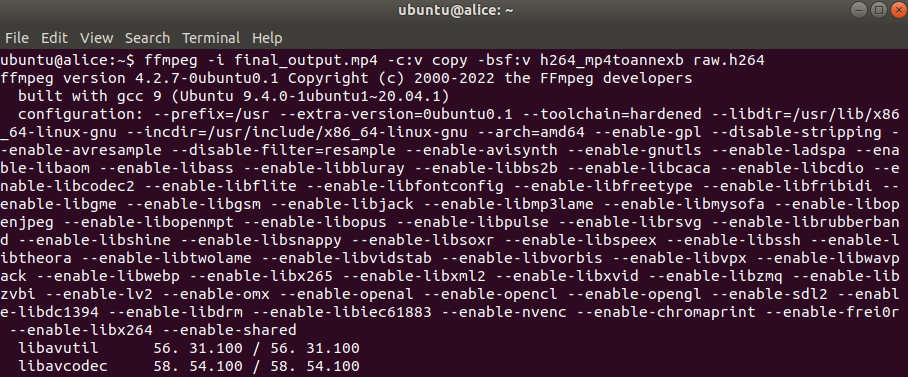 ubuntu@alice: ~
File Edit View Search Terminal Help
ubuntu@alice:~$ ffmpeg -i final_output.mp4 -c:v copy -bsf:v h264_mp4toannexb raw.h264
ffmpeg version 4.2.7-0ubuntu0.1 Copyright (c) 2000-2022 the FFmpeg developers
  built with gcc 9 (Ubuntu 9.4.0-1ubuntu1~20.04.1)
  configuration: --prefix=/usr --extra-version=0ubuntu0.1 --toolchain=hardened --libdir=/usr/lib/x86
_64-linux-gnu --incdir=/usr/include/x86_64-linux-gnu --arch=amd64 --enable-gpl --disable-stripping -
-enable-avresample --disable-filter=resample --enable-avisynth --enable-gnutls --enable-ladspa --ena
ble-libaom --enable-libass --enable-libbluray --enable-libbs2b --enable-libcaca --enable-libcdio --e
nable-libcodec2 --enable-libflite --enable-libfontconfig --enable-libfreetype --enable-libfribidi --
enable-libgme --enable-libgsm --enable-libjack --enable-libmp3lame --enable-libmysofa --enable-libop
enjpeg --enable-libopenmpt --enable-libopus --enable-libpulse --enable-librsvg --enable-librubberban
d --enable-libshine --enable-libsnappy --enable-libsoxr --enable-libspeex --enable-libssh --enable-l
ibtheora --enable-libtwolame --enable-libvidstab --enable-libvorbis --enable-libvpx --enable-libwavp
ack --enable-libwebp --enable-libx265 --enable-libxml2 --enable-libxvid --enable-libzmq --enable-lib
zvbi --enable-lv2 --enable-omx --enable-openal --enable-opencl --enable-opengl --enable-sdl2 --enabl
e-libdc1394 --enable-libdrm --enable-libiec61883 --enable-nvenc --enable-chromaprint --enable-frei0r
 --enable-libx264 --enable-shared
  libavutil      56. 31.100 / 56. 31.100
  libavcodec     58. 54.100 / 58. 54.100